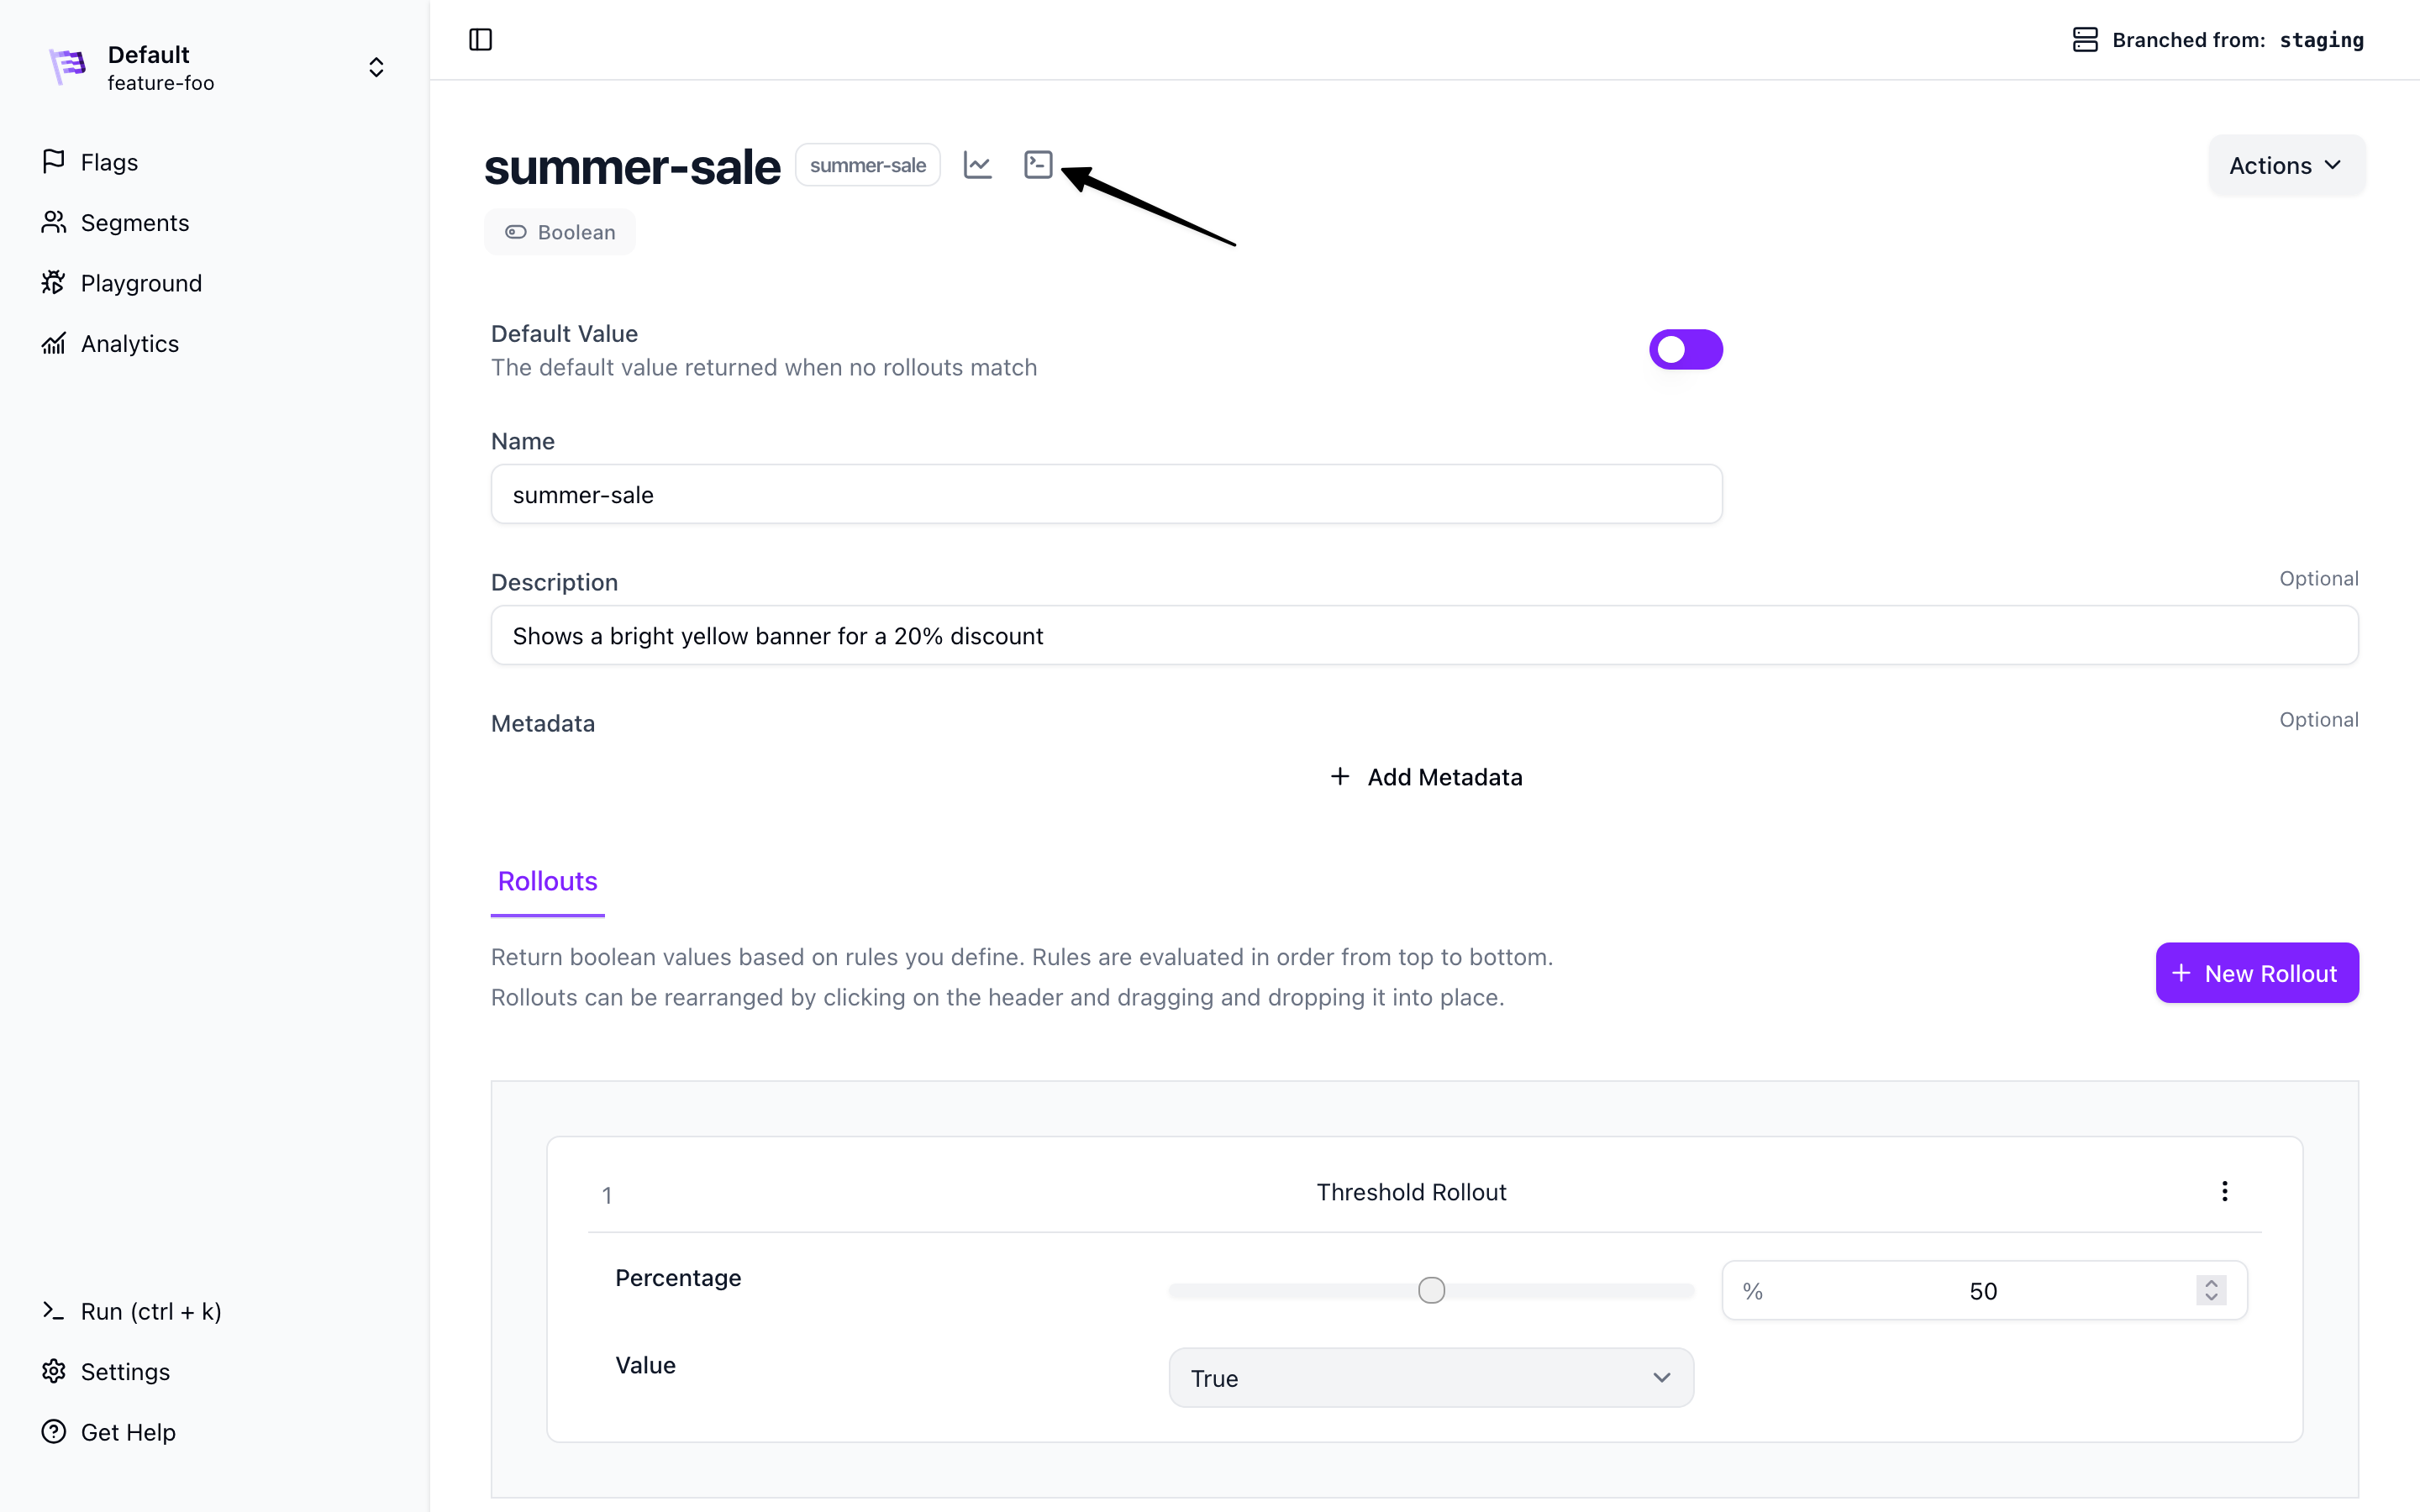 Default
feature-foo
Flags
Segments
Playground
Analytics
Run (ctrl + k)
Settings
Get Help
Branched from: staging
summer-sale summer-sale
Actions
Boolean
Default Value
The default value returned when no rollouts match
Name
summer-sale
Description Optional
Shows a bright yellow banner for a 20% discount
Metadata Optional
+ Add Metadata
Rollouts
Return boolean values based on rules you define. Rules are evaluated in order from top to bottom.
Rollouts can be rearranged by clicking on the header and dragging and dropping it into place.
+ New Rollout
1 Threshold Rollout
Percentage % 50
Value True